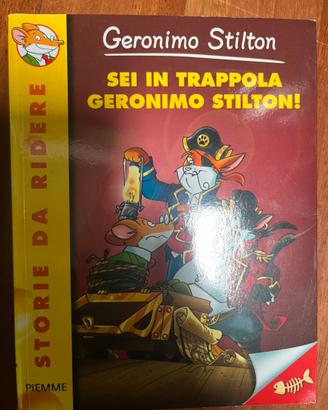 Geronimo Stilton
SEI IN TRAPPOLA
GERONIMO STILTON!
STORIE DA RIDERE
PIEMME